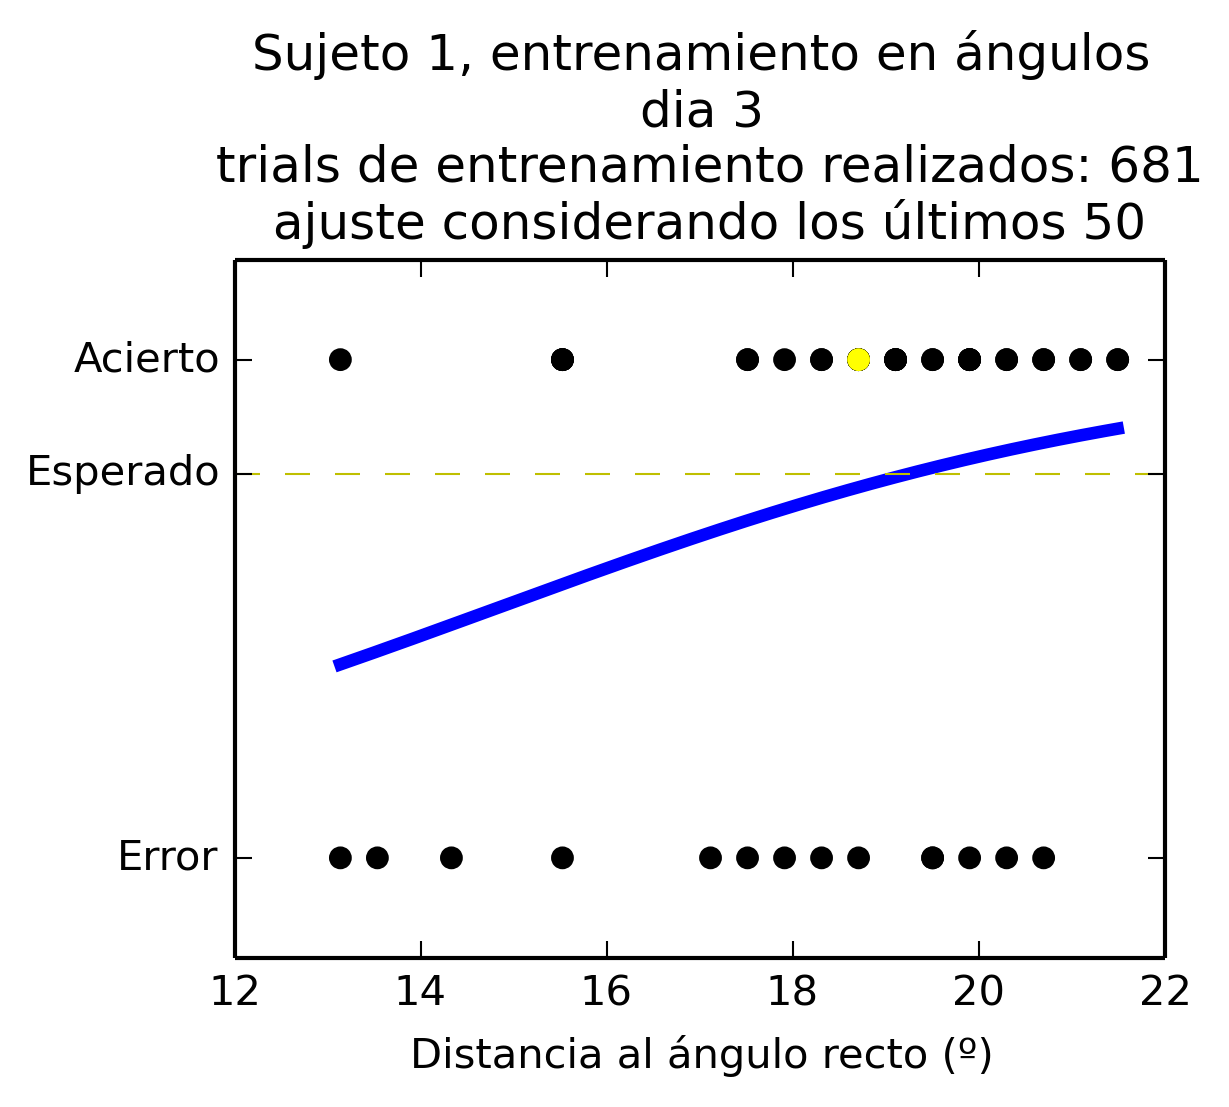 Sujeto 1, entrenamiento en ángulos
dia 3
trials de entrenamiento realizados: 681
ajuste considerando los últimos 50
Acierto
Esperado
Error
12 14 16 18 20 22
Distancia al ángulo recto (º)